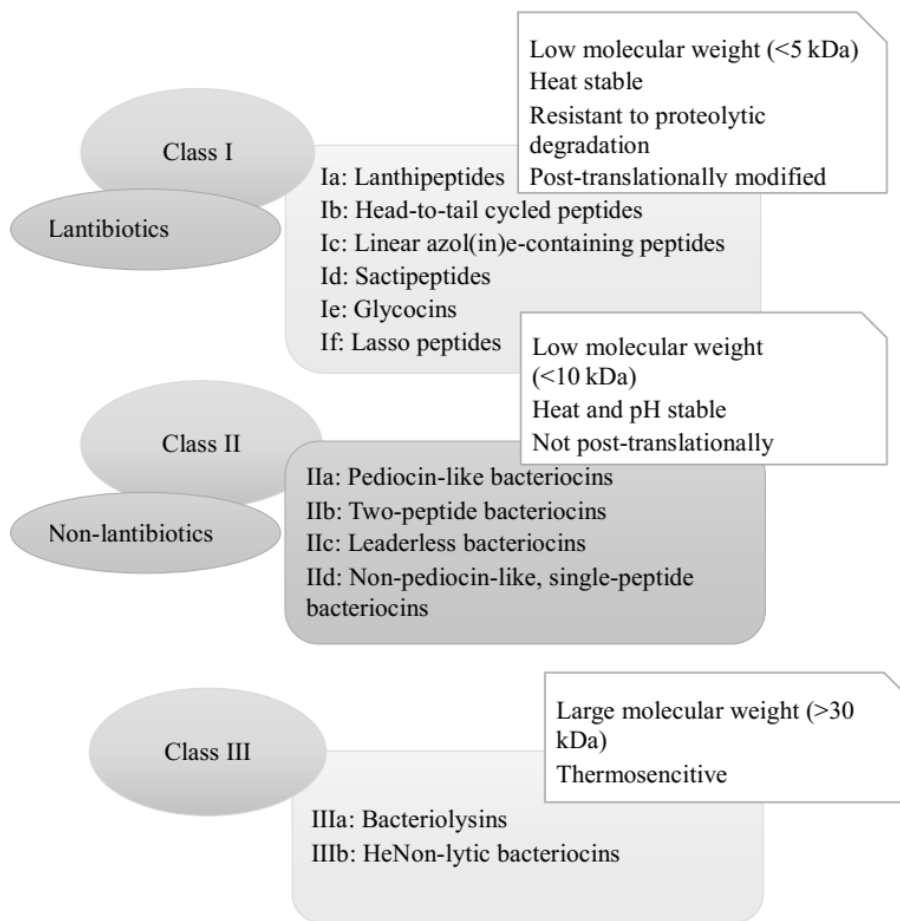 Low molecular weight (<5 kDa)
Heat stable
Resistant to proteolytic
degradation
Post-translationally modified
Class I
Lantibiotics
Ia: Lanthipeptides
Ib: Head-to-tail cycled peptides
Ic: Linear azol(in)e-containing peptides
Id: Sactipeptides
Ie: Glycocins
If: Lasso peptides
Low molecular weight
(<10 kDa)
Heat and pH stable
Not post-translationally
Class II
Non-lantibiotics
IIa: Pediocin-like bacteriocins
IIb: Two-peptide bacteriocins
IIc: Leaderless bacteriocins
IId: Non-pediocin-like, single-peptide
bacteriocins
Large molecular weight (>30
kDa)
Thermosencitive
Class III
IIIa: Bacteriolysins
IIIb: HeNon-lytic bacteriocins